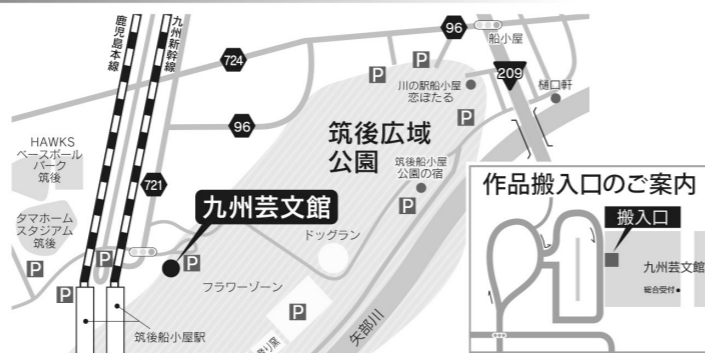 鹿児島本線
九州新幹線
724
96
船小屋
209
樋口軒
川の駅船小屋
恋ぼたる
P
P
P
96
筑後広域
公園
HAWKS
ベースボール
パーク
筑後
721
筑後船小屋
公園の宿
P
九州芸文館
タマホーム
スタジアム
筑後
P
P
P
P
ドッグラン
フラワーゾーン
P
筑後船小屋駅
登り窯
矢部川
作品搬入口のご案内
搬入口
九州芸文館
総合受付